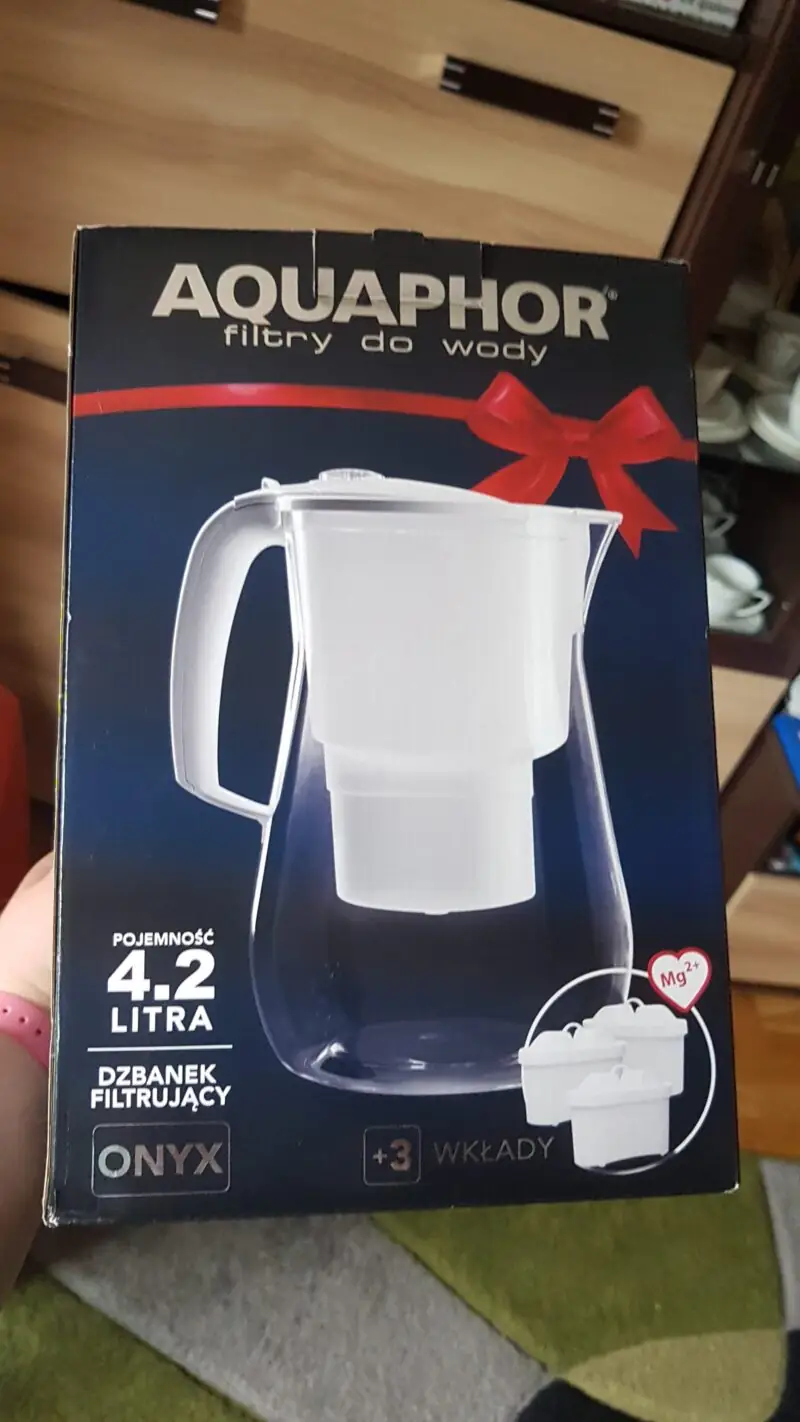 AQUAPHOR®
filtry do wody
POJEMNOŚĆ
4.2
LITRA
DZBANEK
FILTRUJĄCY
ONYX
+3 WKŁADY
Mg²⁺